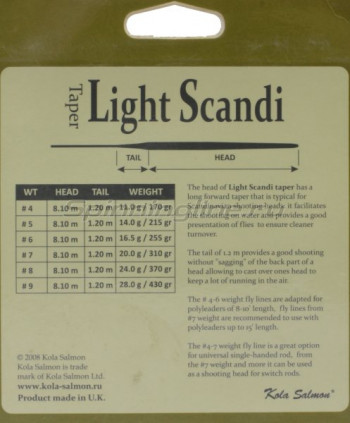 Taper
Light Scandi
TAIL
HEAD
WT HEAD TAIL WEIGHT
# 4 8.10 m 1.20 m 11.0 g / 170 gr
# 5 8.10 m 1.20 m 14.0 g / 215 gr
# 6 8.10 m 1.20 m 16.5 g / 255 gr
# 7 8.10 m 1.20 m 20.0 g / 310 gr
# 8 8.10 m 1.20 m 24.0 g / 370 gr
# 9 8.10 m 1.20 m 28.0 g / 430 gr
The head of Light Scandi taper has a
long forward taper that is typical for
Scandinavian shooting heads. it facilitates
the shooting on water and provides a good
presentation of flies to ensure cleaner
turnover.
The tail of 1.2 m provides a good shooting
without "sagging" of the back part of a
head allowing to cast over ones head to
keep a lot of running in the air.
The # 4-6 weight fly lines are adapted for
polyleaders of 8-10' length, fly lines from
#7 weight are recommended to use with
polyleaders up to 15' length.
The #4-7 weight fly line is a great option
for universal single-handed rod, from
the #7 weight and more it can be used
as a shooting head for switch rods.
© 2008 Kola Salmon
Kola Salmon is a trade
mark of Kola Salmon Ltd.
www.kola-salmon.ru
Product made in U.K.
Kola Salmon®